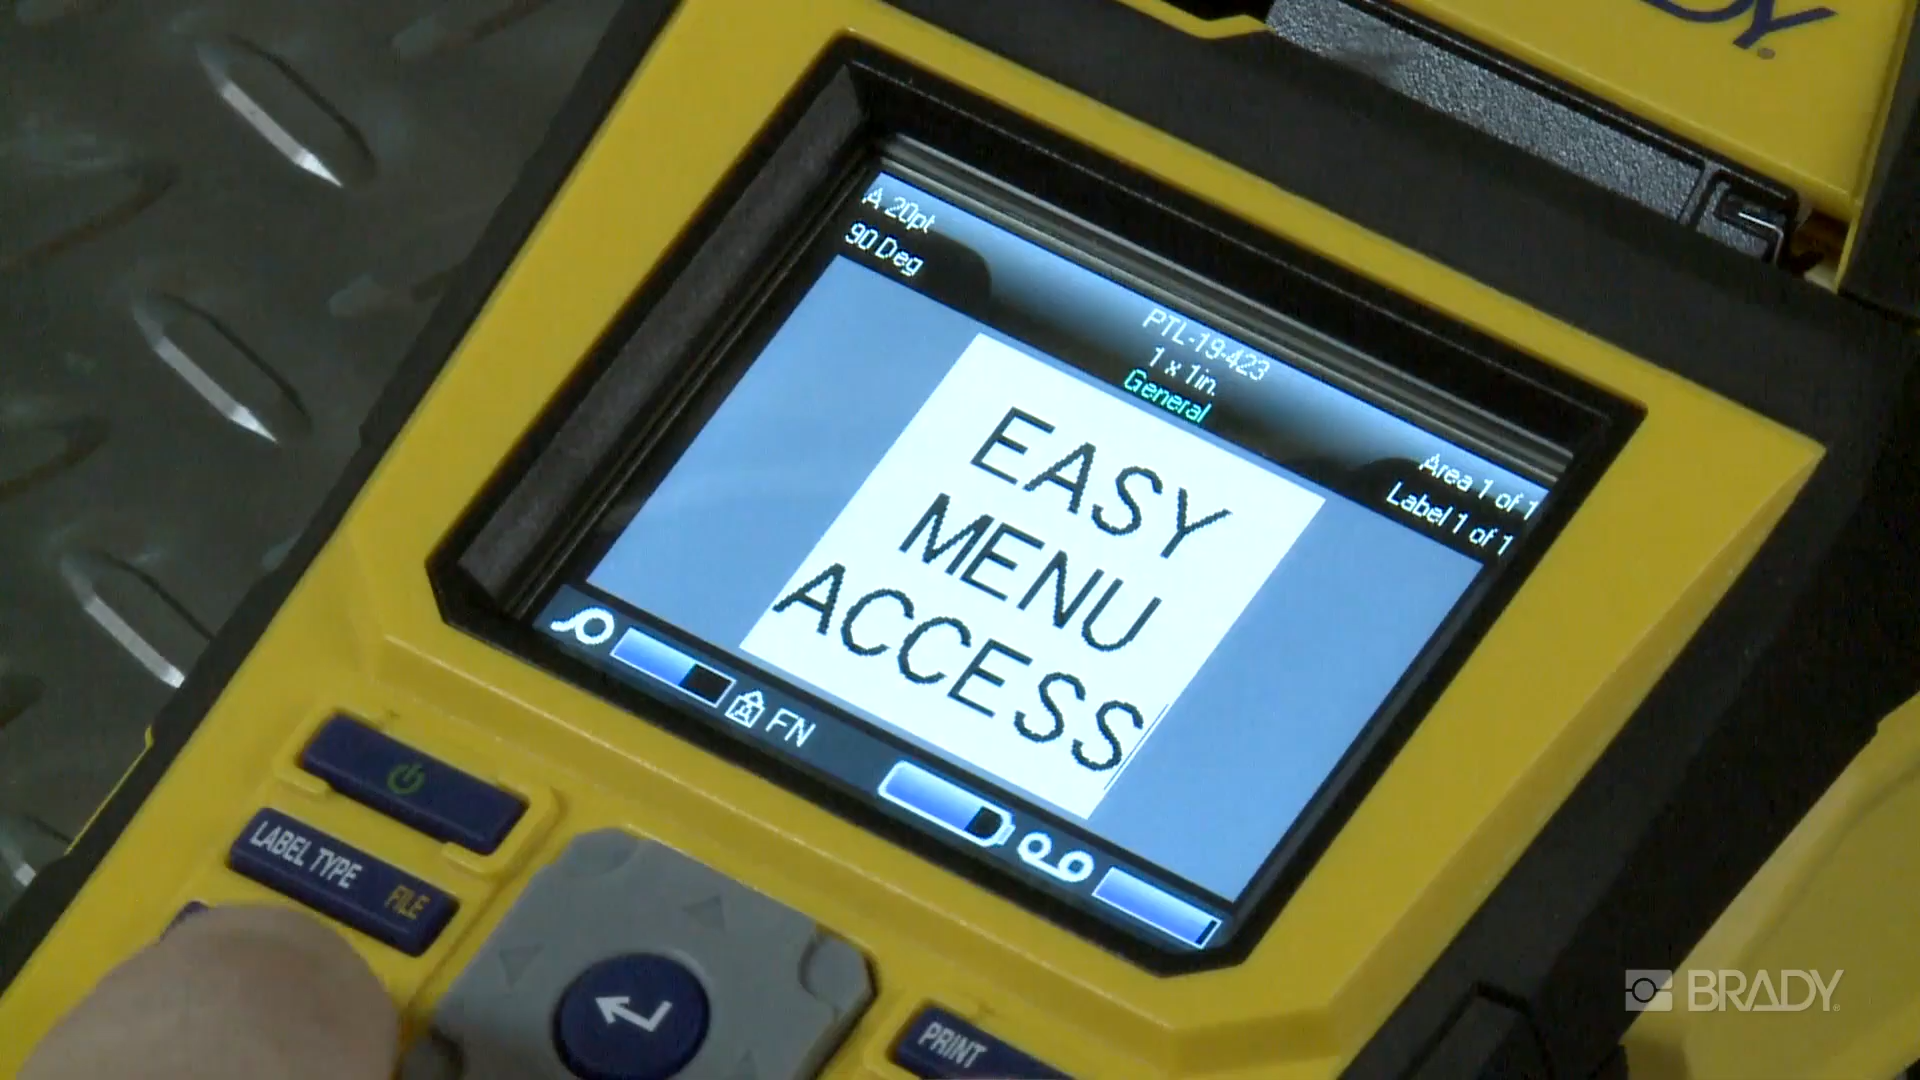 A 20pt
90 Deg
PTL-19-423
1 x 1in.
General
Area 1 of 1
Label 1 of 1
EASY
MENU
ACCESS
A
FN
LABEL TYPE
FILE
PRINT
BRADY